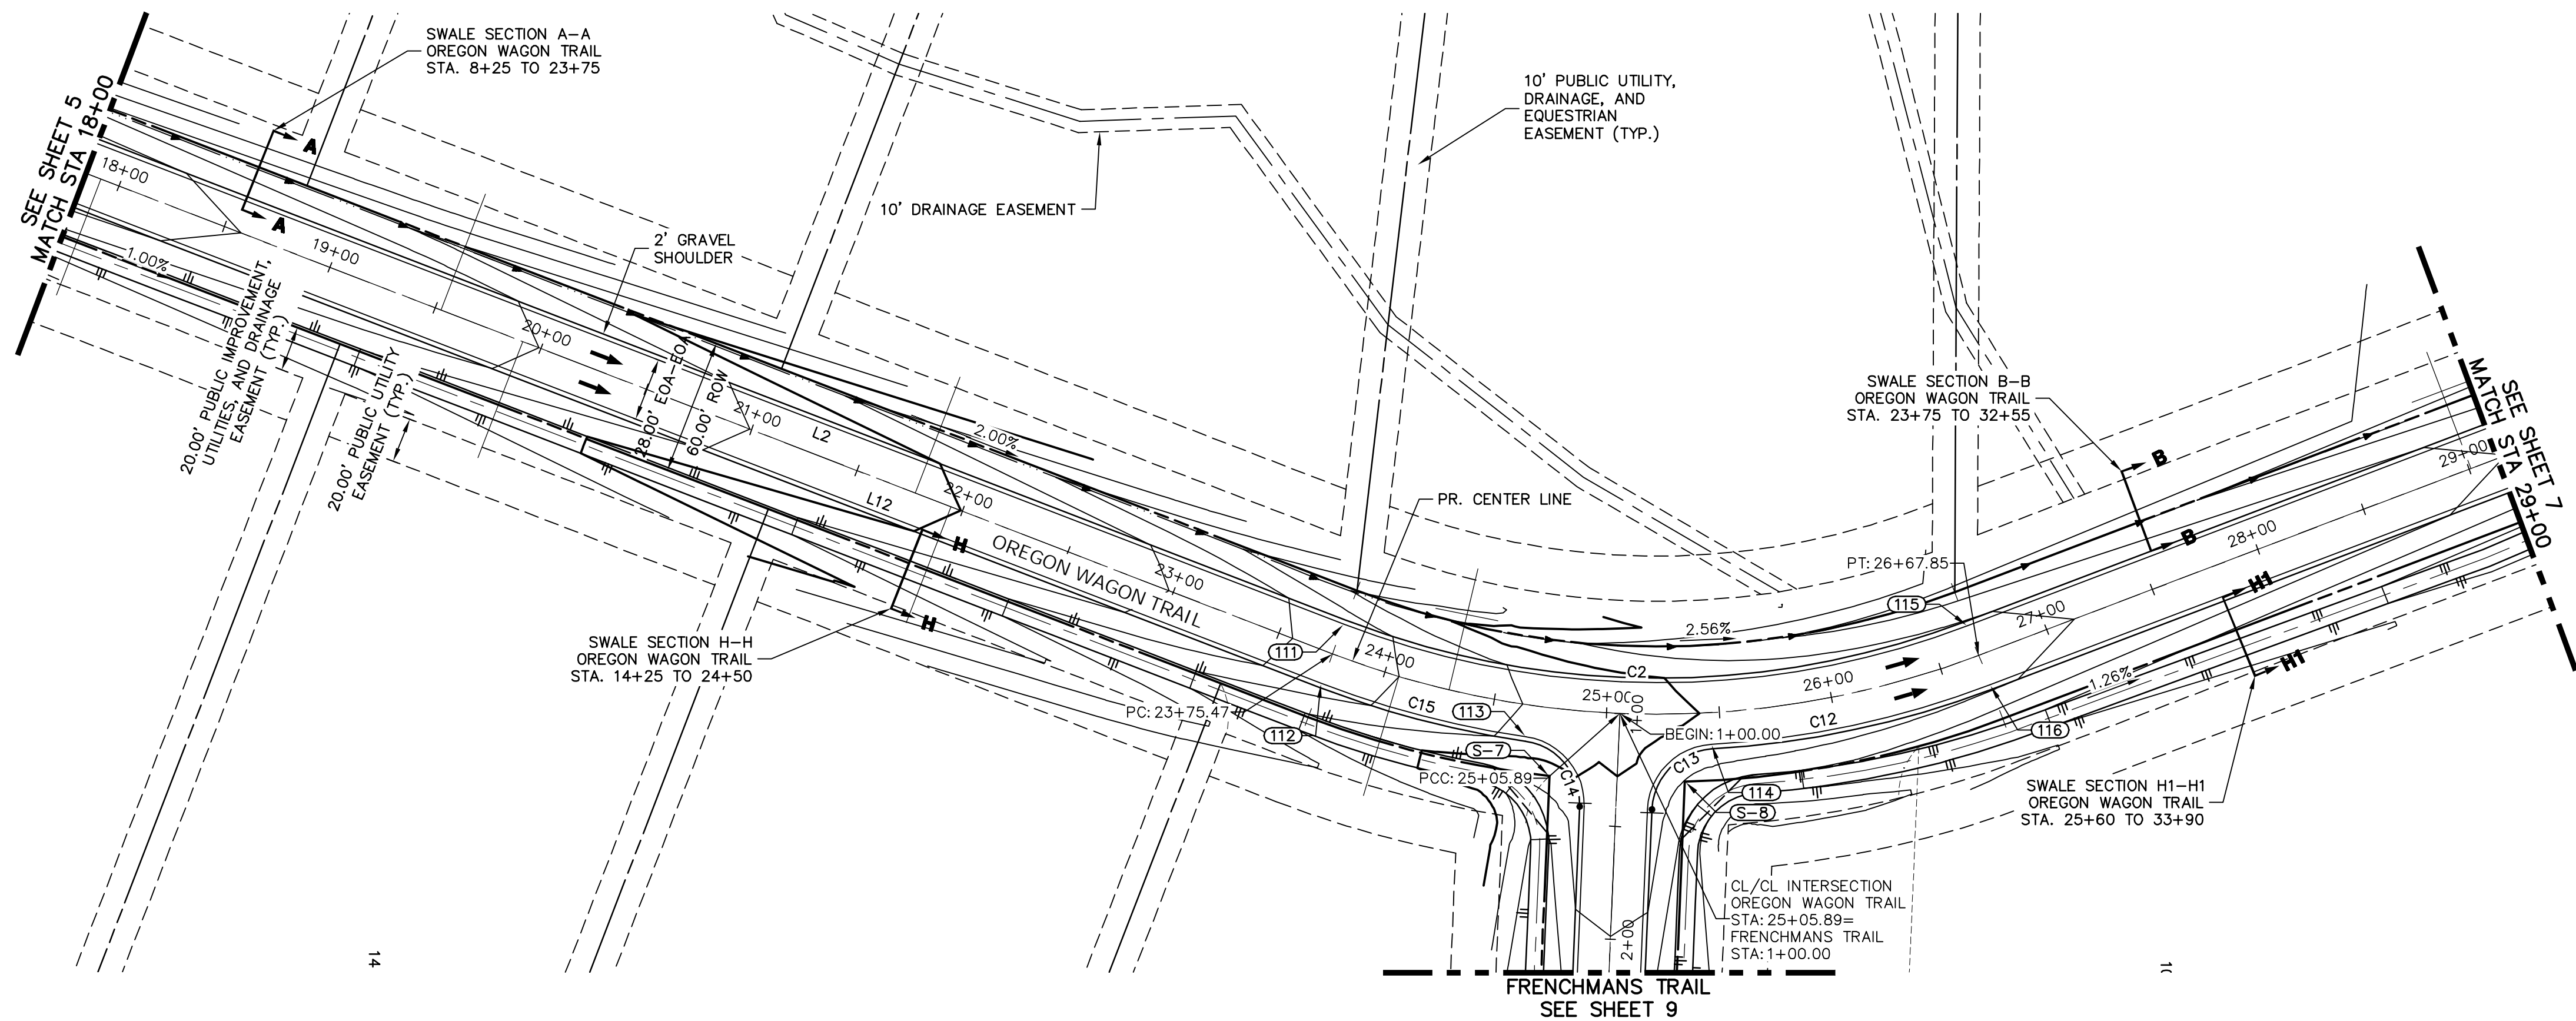 SWALE SECTION A-A
OREGON WAGON TRAIL
STA. 8+25 TO 23+75
SEE SHEET 5
MATCH STA 18+00
A
A
18+00
1.00%
19+00
2' GRAVEL
SHOULDER
10' DRAINAGE EASEMENT
10' PUBLIC UTILITY,
DRAINAGE, AND
EQUESTRIAN
EASEMENT (TYP.)
20.00' PUBLIC IMPROVEMENT,
UTILITIES, AND DRAINAGE
EASEMENT (TYP.)
20.00' PUBLIC UTILITY
EASEMENT (TYP.)
20+00
28.00' EOA-EOA
60.00' ROW
21+00
L2
2.00%
L12
22+00
H
H
OREGON WAGON TRAIL
23+00
PR. CENTER LINE
SWALE SECTION H-H
OREGON WAGON TRAIL
STA. 14+25 TO 24+50
111
24+00
PC: 23+75.47
112
C15
113
S-7
PCC: 25+05.89
C14
25+00
1+00
BEGIN: 1+00.00
C2
2.56%
C13
114
S-8
C12
26+00
115
PT: 26+67.85
27+00
116
1.26%
SWALE SECTION B-B
OREGON WAGON TRAIL
STA. 23+75 TO 32+55
B
B
28+00
29+00
H1
H1
SEE SHEET 7
MATCH STA 29+00
SWALE SECTION H1-H1
OREGON WAGON TRAIL
STA. 25+60 TO 33+90
CL/CL INTERSECTION
OREGON WAGON TRAIL
STA: 25+05.89=
FRENCHMANS TRAIL
STA: 1+00.00
2+00
14
FRENCHMANS TRAIL
SEE SHEET 9